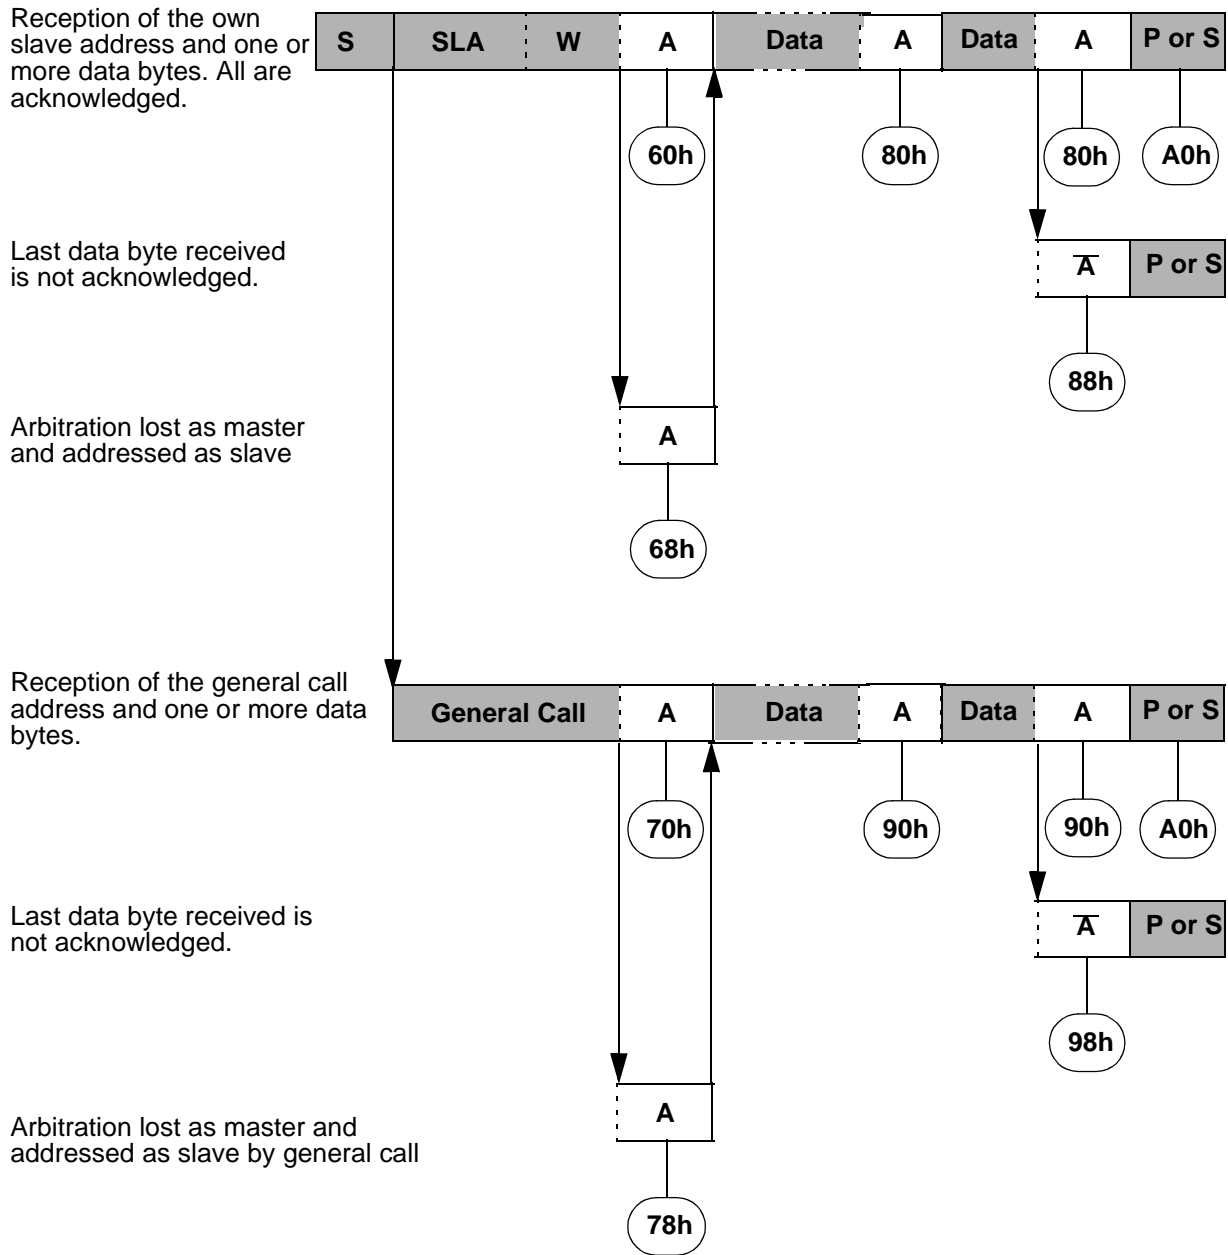 Reception of the own
slave address and one or
more data bytes. All are
acknowledged.
S SLA W A Data A Data A P or S
60h 80h 80h A0h
Last data byte received
is not acknowledged.
A̅ P or S
88h
Arbitration lost as master
and addressed as slave
A
68h
Reception of the general call
address and one or more data
bytes.
General Call A Data A Data A P or S
70h 90h 90h A0h
Last data byte received is
not acknowledged.
A̅ P or S
98h
Arbitration lost as master and
addressed as slave by general call
A
78h